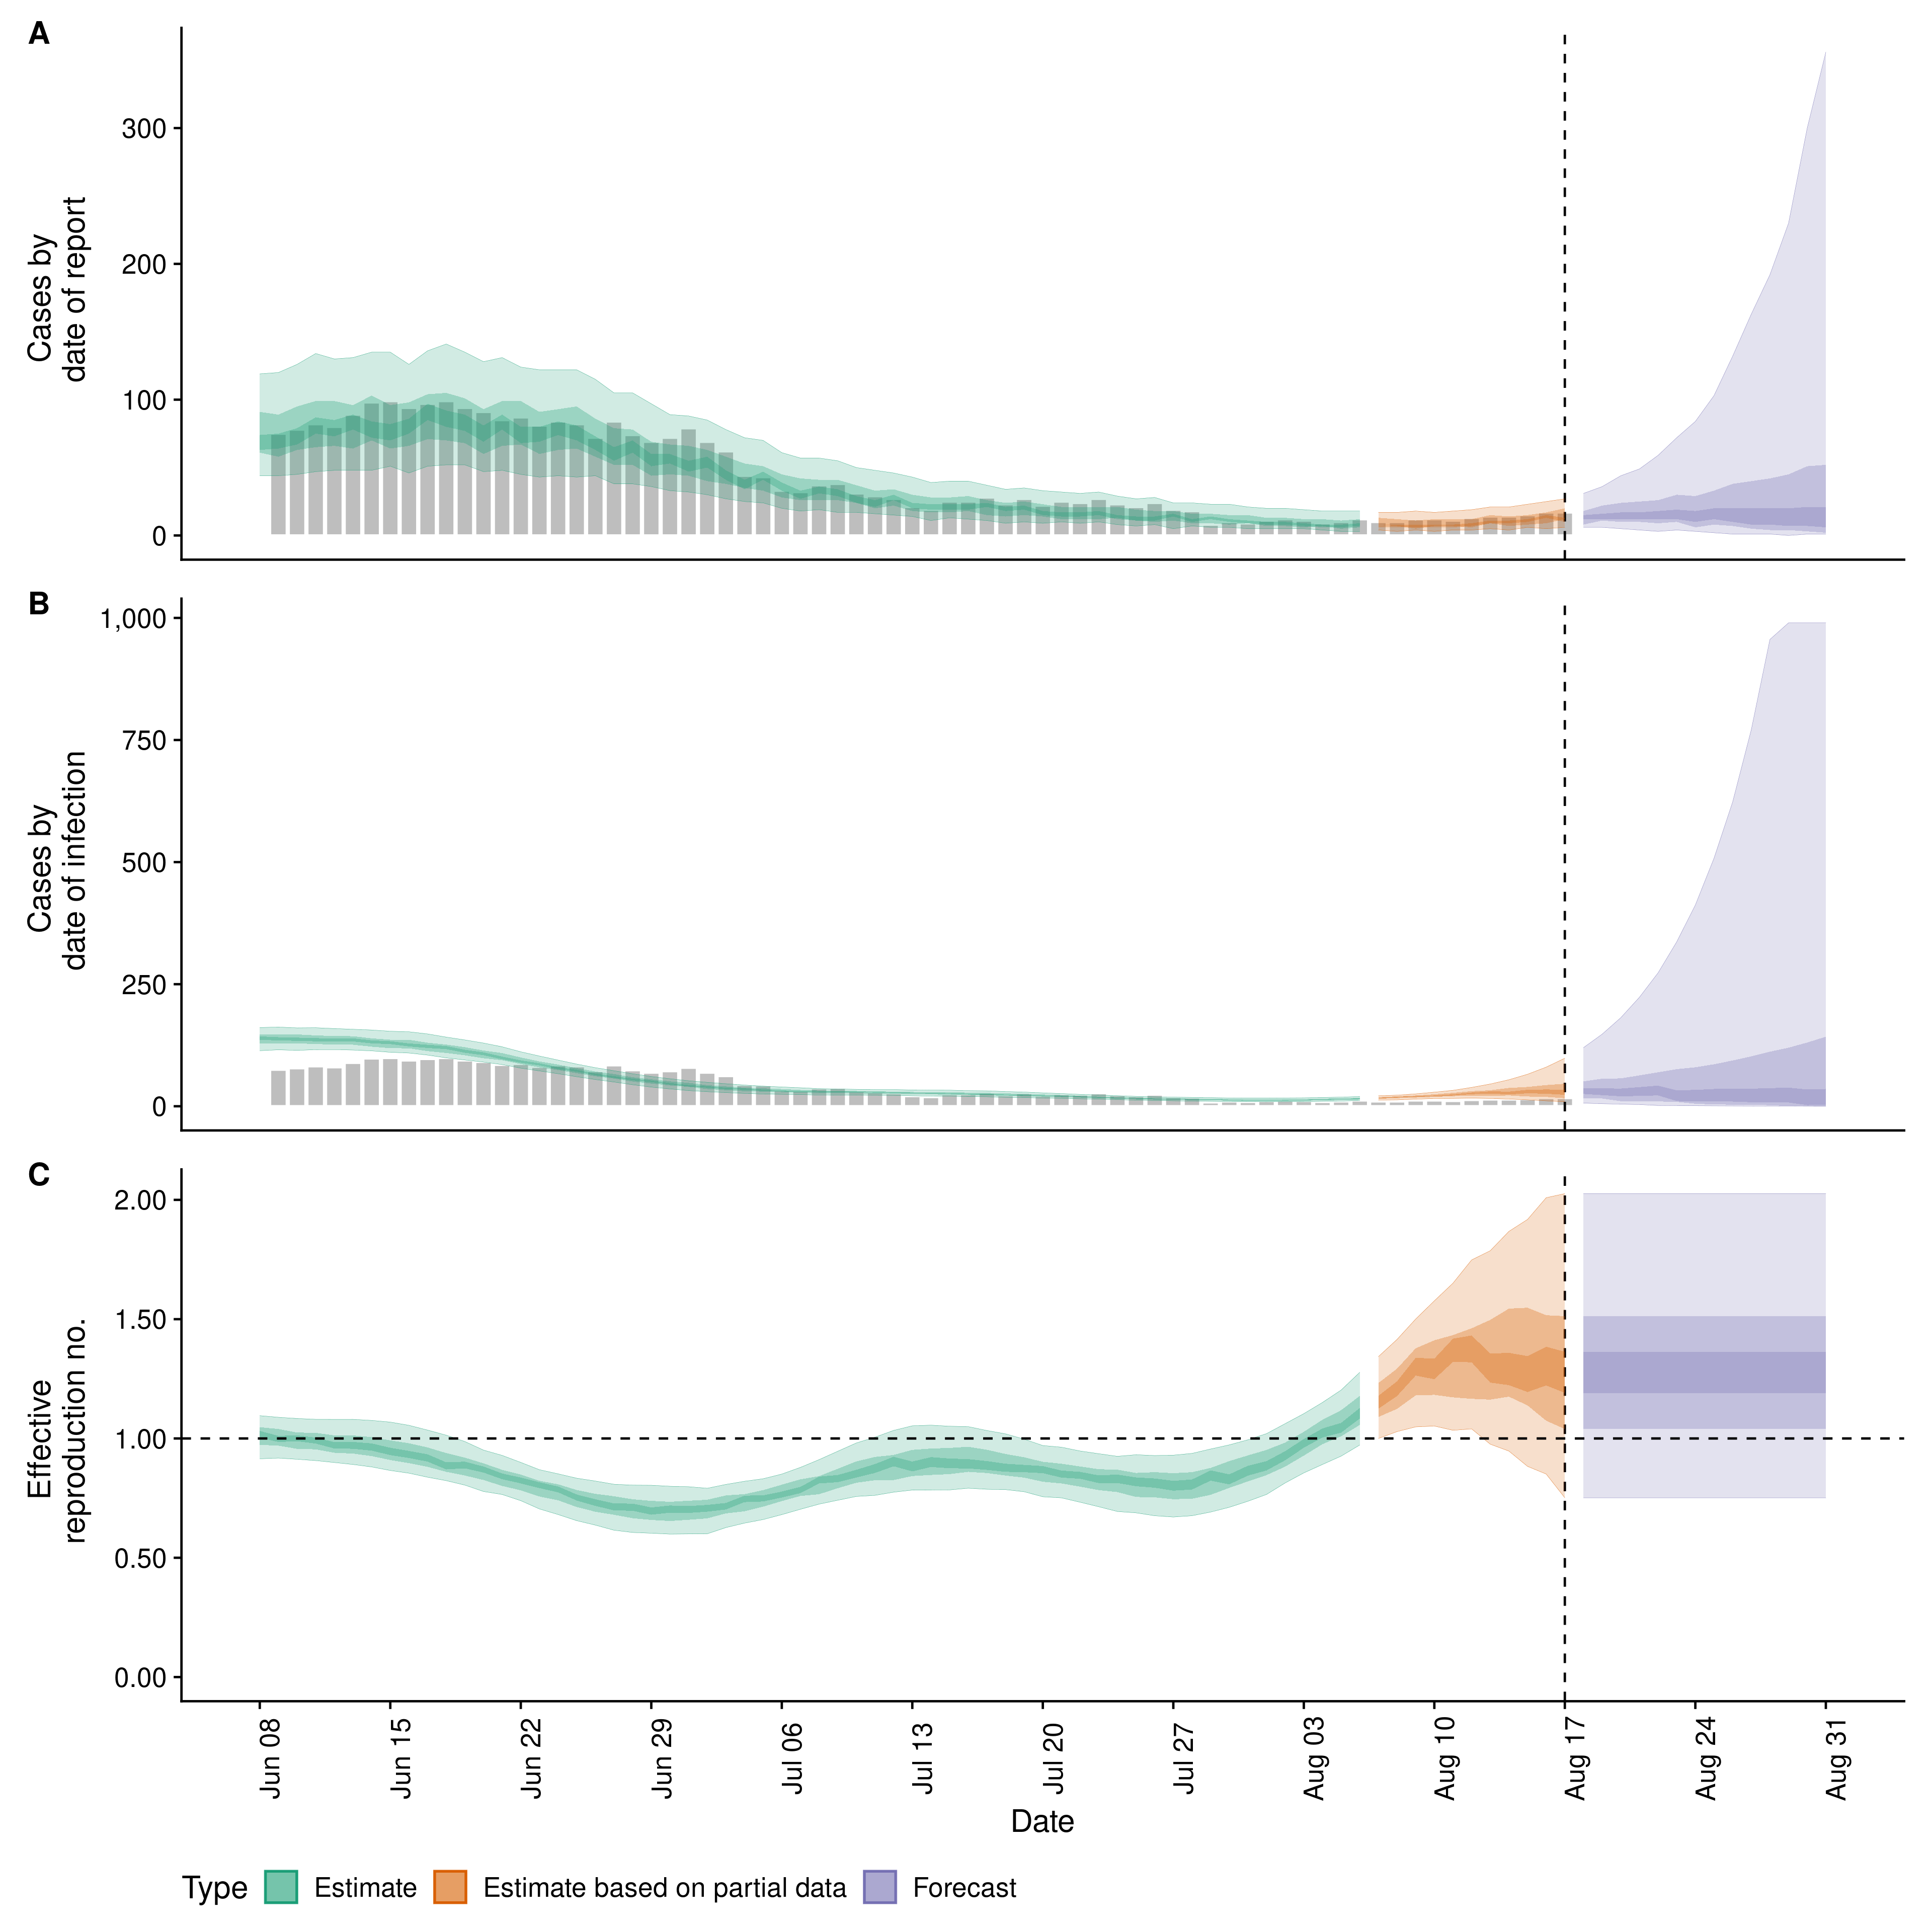 A
Cases by
date of report
300
200
100
0
B
Cases by
date of infection
1,000
750
500
250
0
C
Effective
reproduction no.
2.00
1.50
1.00
0.50
0.00
Jun 08
Jun 15
Jun 22
Jun 29
Jul 06
Jul 13
Jul 20
Jul 27
Aug 03
Aug 10
Aug 17
Aug 24
Aug 31
Date
Type Estimate Estimate based on partial data Forecast